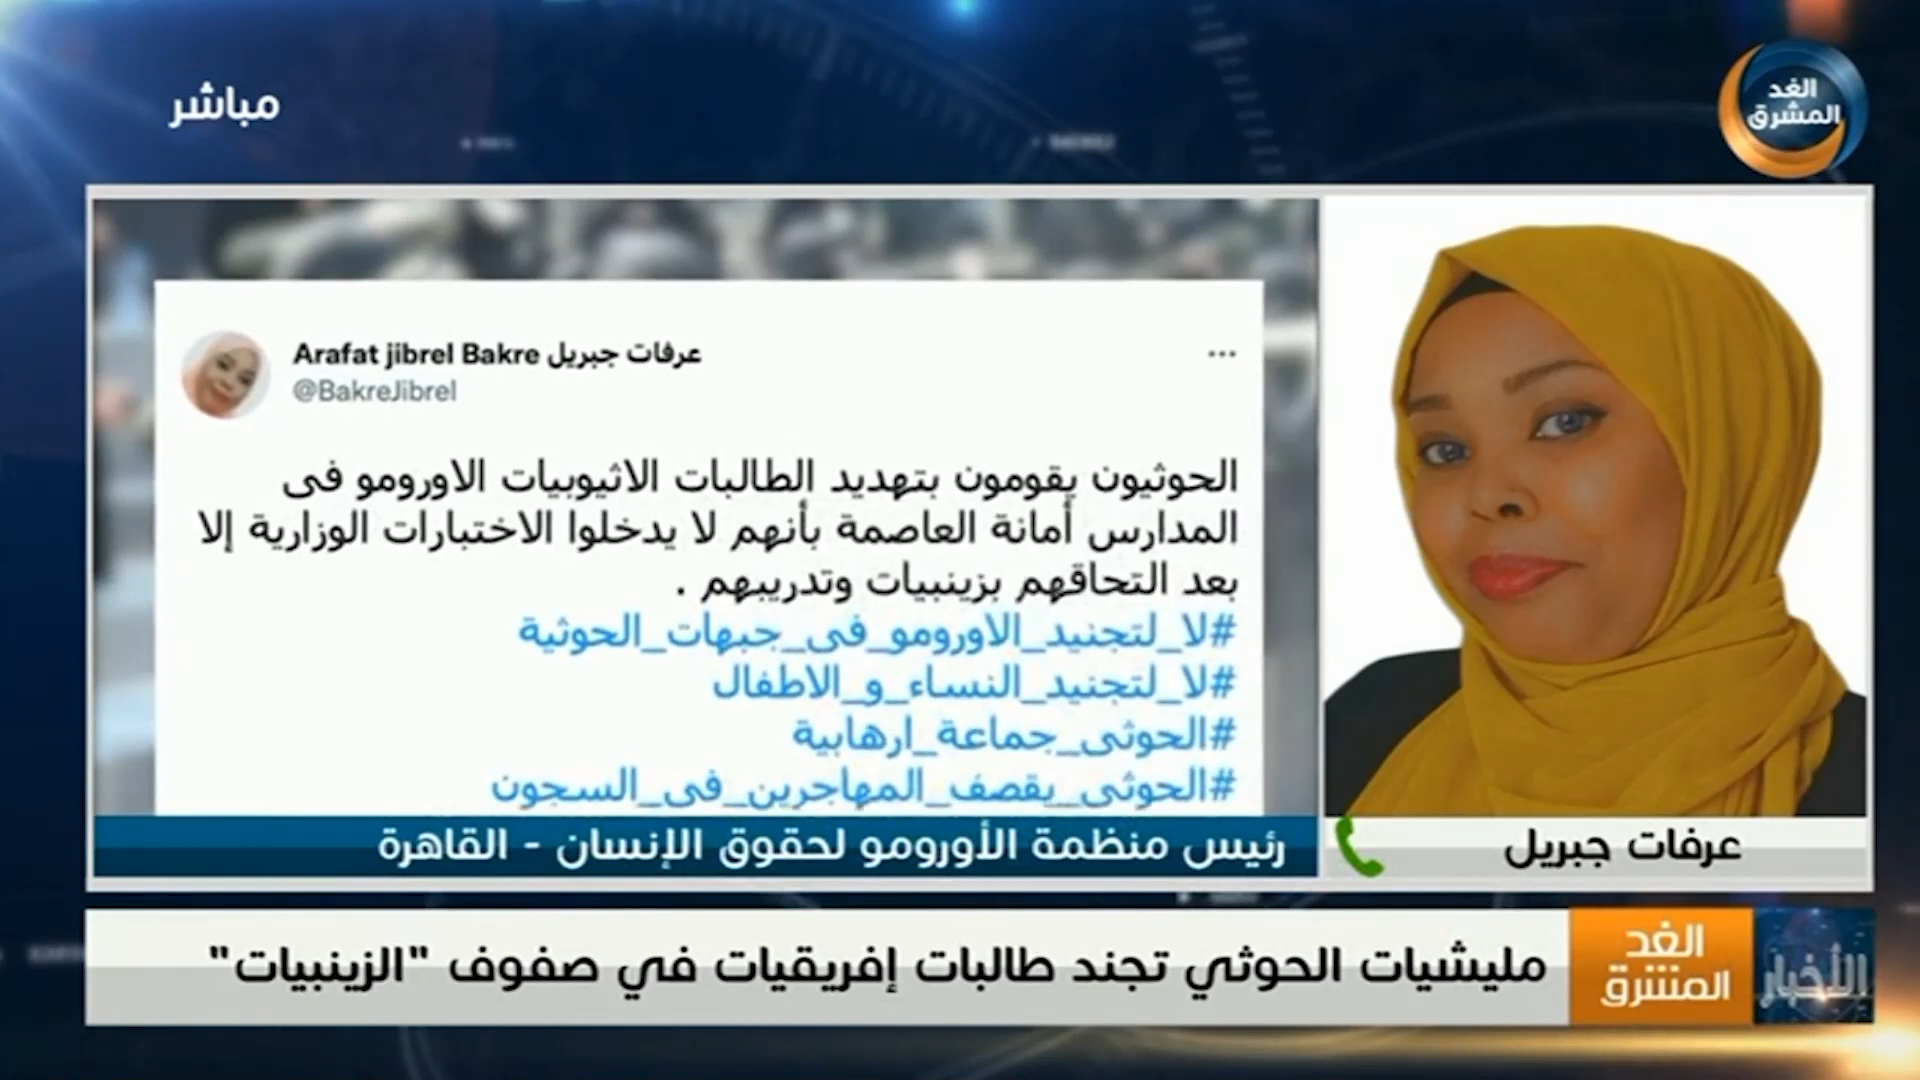 مباشر
الغد
المشرق
Arafat jibrel Bakre عرفات جبريل
@BakreJibrel
الحوثيون يقومون بتهديد الطالبات الاثيوبيات الاورومو فى
المدارس أمانة العاصمة بأنهم لا يدخلوا الاختبارات الوزارية إلا
بعد التحاقهم بزينبيات وتدريبهم .
#لا_لتجنيد_الاورومو_فى_جبهات_الحوثية
#لا_لتجنيد_النساء_و_الاطفال
#الحوثى_جماعة_ارهابية
#الحوثى_يقصف_المهاجرين_فى_السجون
عرفات جبريل
رئيس منظمة الأورومو لحقوق الإنسان - القاهرة
الأخبار
الغد
المشرق
مليشيات الحوثي تجند طالبات إفريقيات في صفوف "الزينبيات"